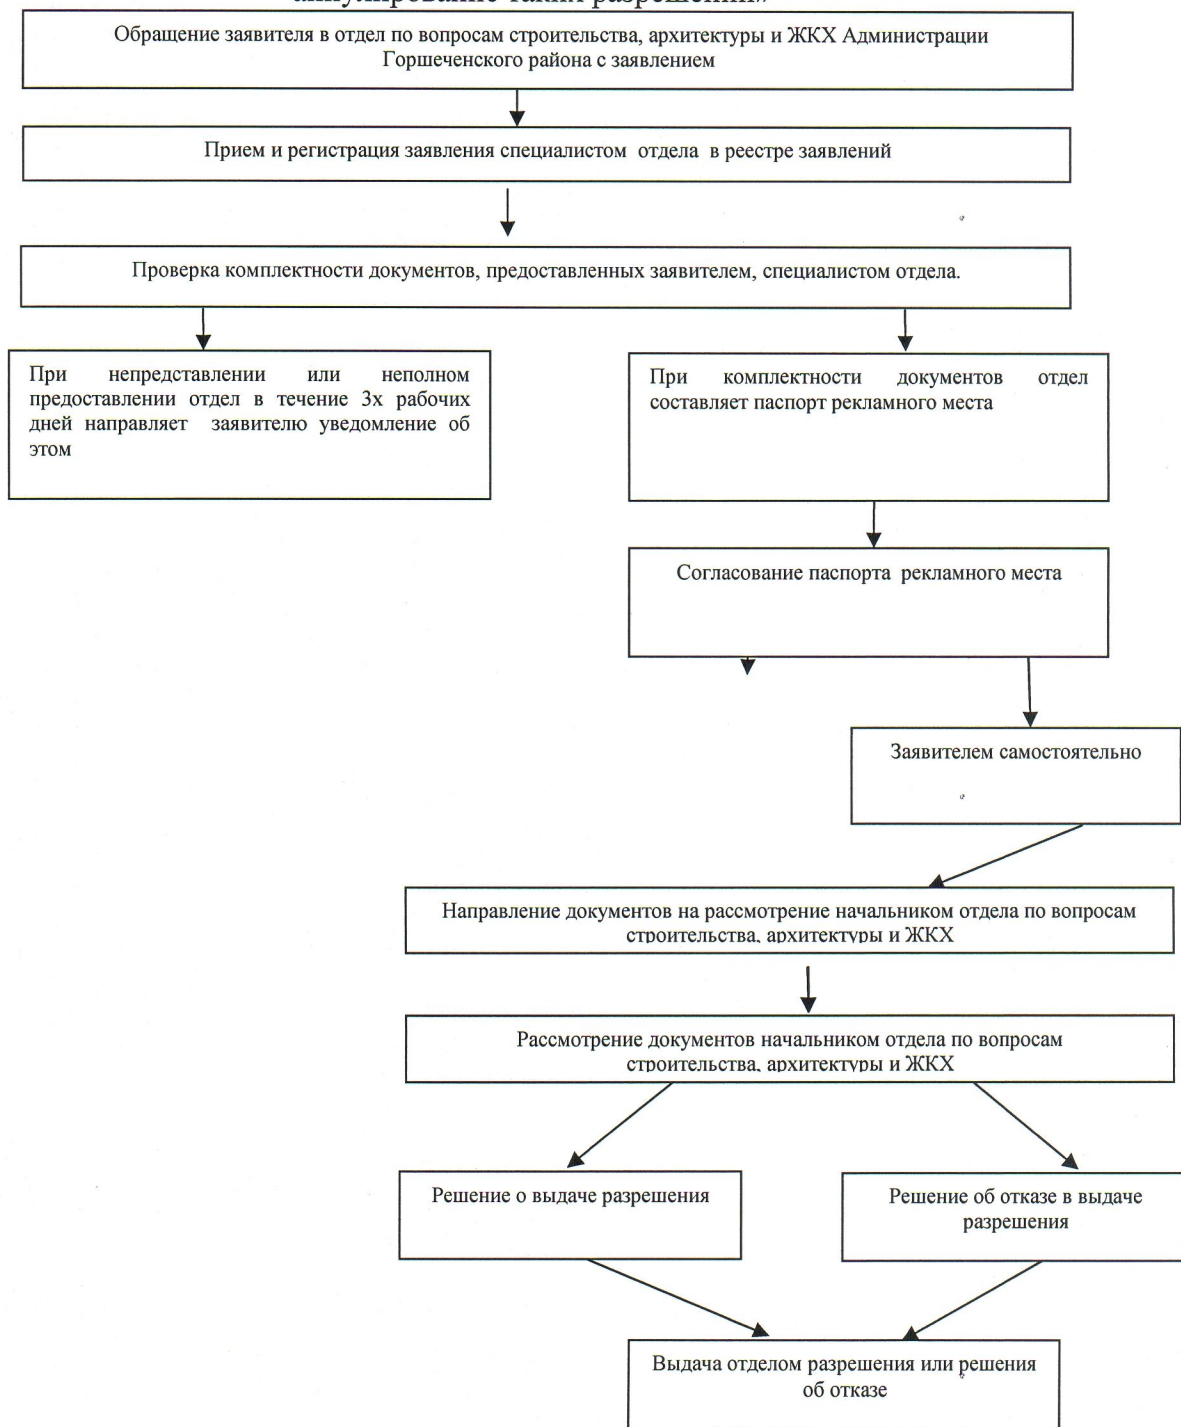 аннулирование таких разрешений»
Обращение заявителя в отдел по вопросам строительства, архитектуры и ЖКХ Администрации
Горшеченского района с заявлением
Прием и регистрация заявления специалистом отдела в реестре заявлений
Проверка комплектности документов, предоставленных заявителем, специалистом отдела.
При непредставлении или неполном
предоставлении отдел в течение 3х рабочих
дней направляет заявителю уведомление об
этом
При комплектности документов отдел
составляет паспорт рекламного места
Согласование паспорта рекламного места
Заявителем самостоятельно
Направление документов на рассмотрение начальником отдела по вопросам
строительства, архитектуры и ЖКХ
Рассмотрение документов начальником отдела по вопросам
строительства, архитектуры и ЖКХ
Решение о выдаче разрешения
Решение об отказе в выдаче
разрешения
Выдача отделом разрешения или решения
об отказе